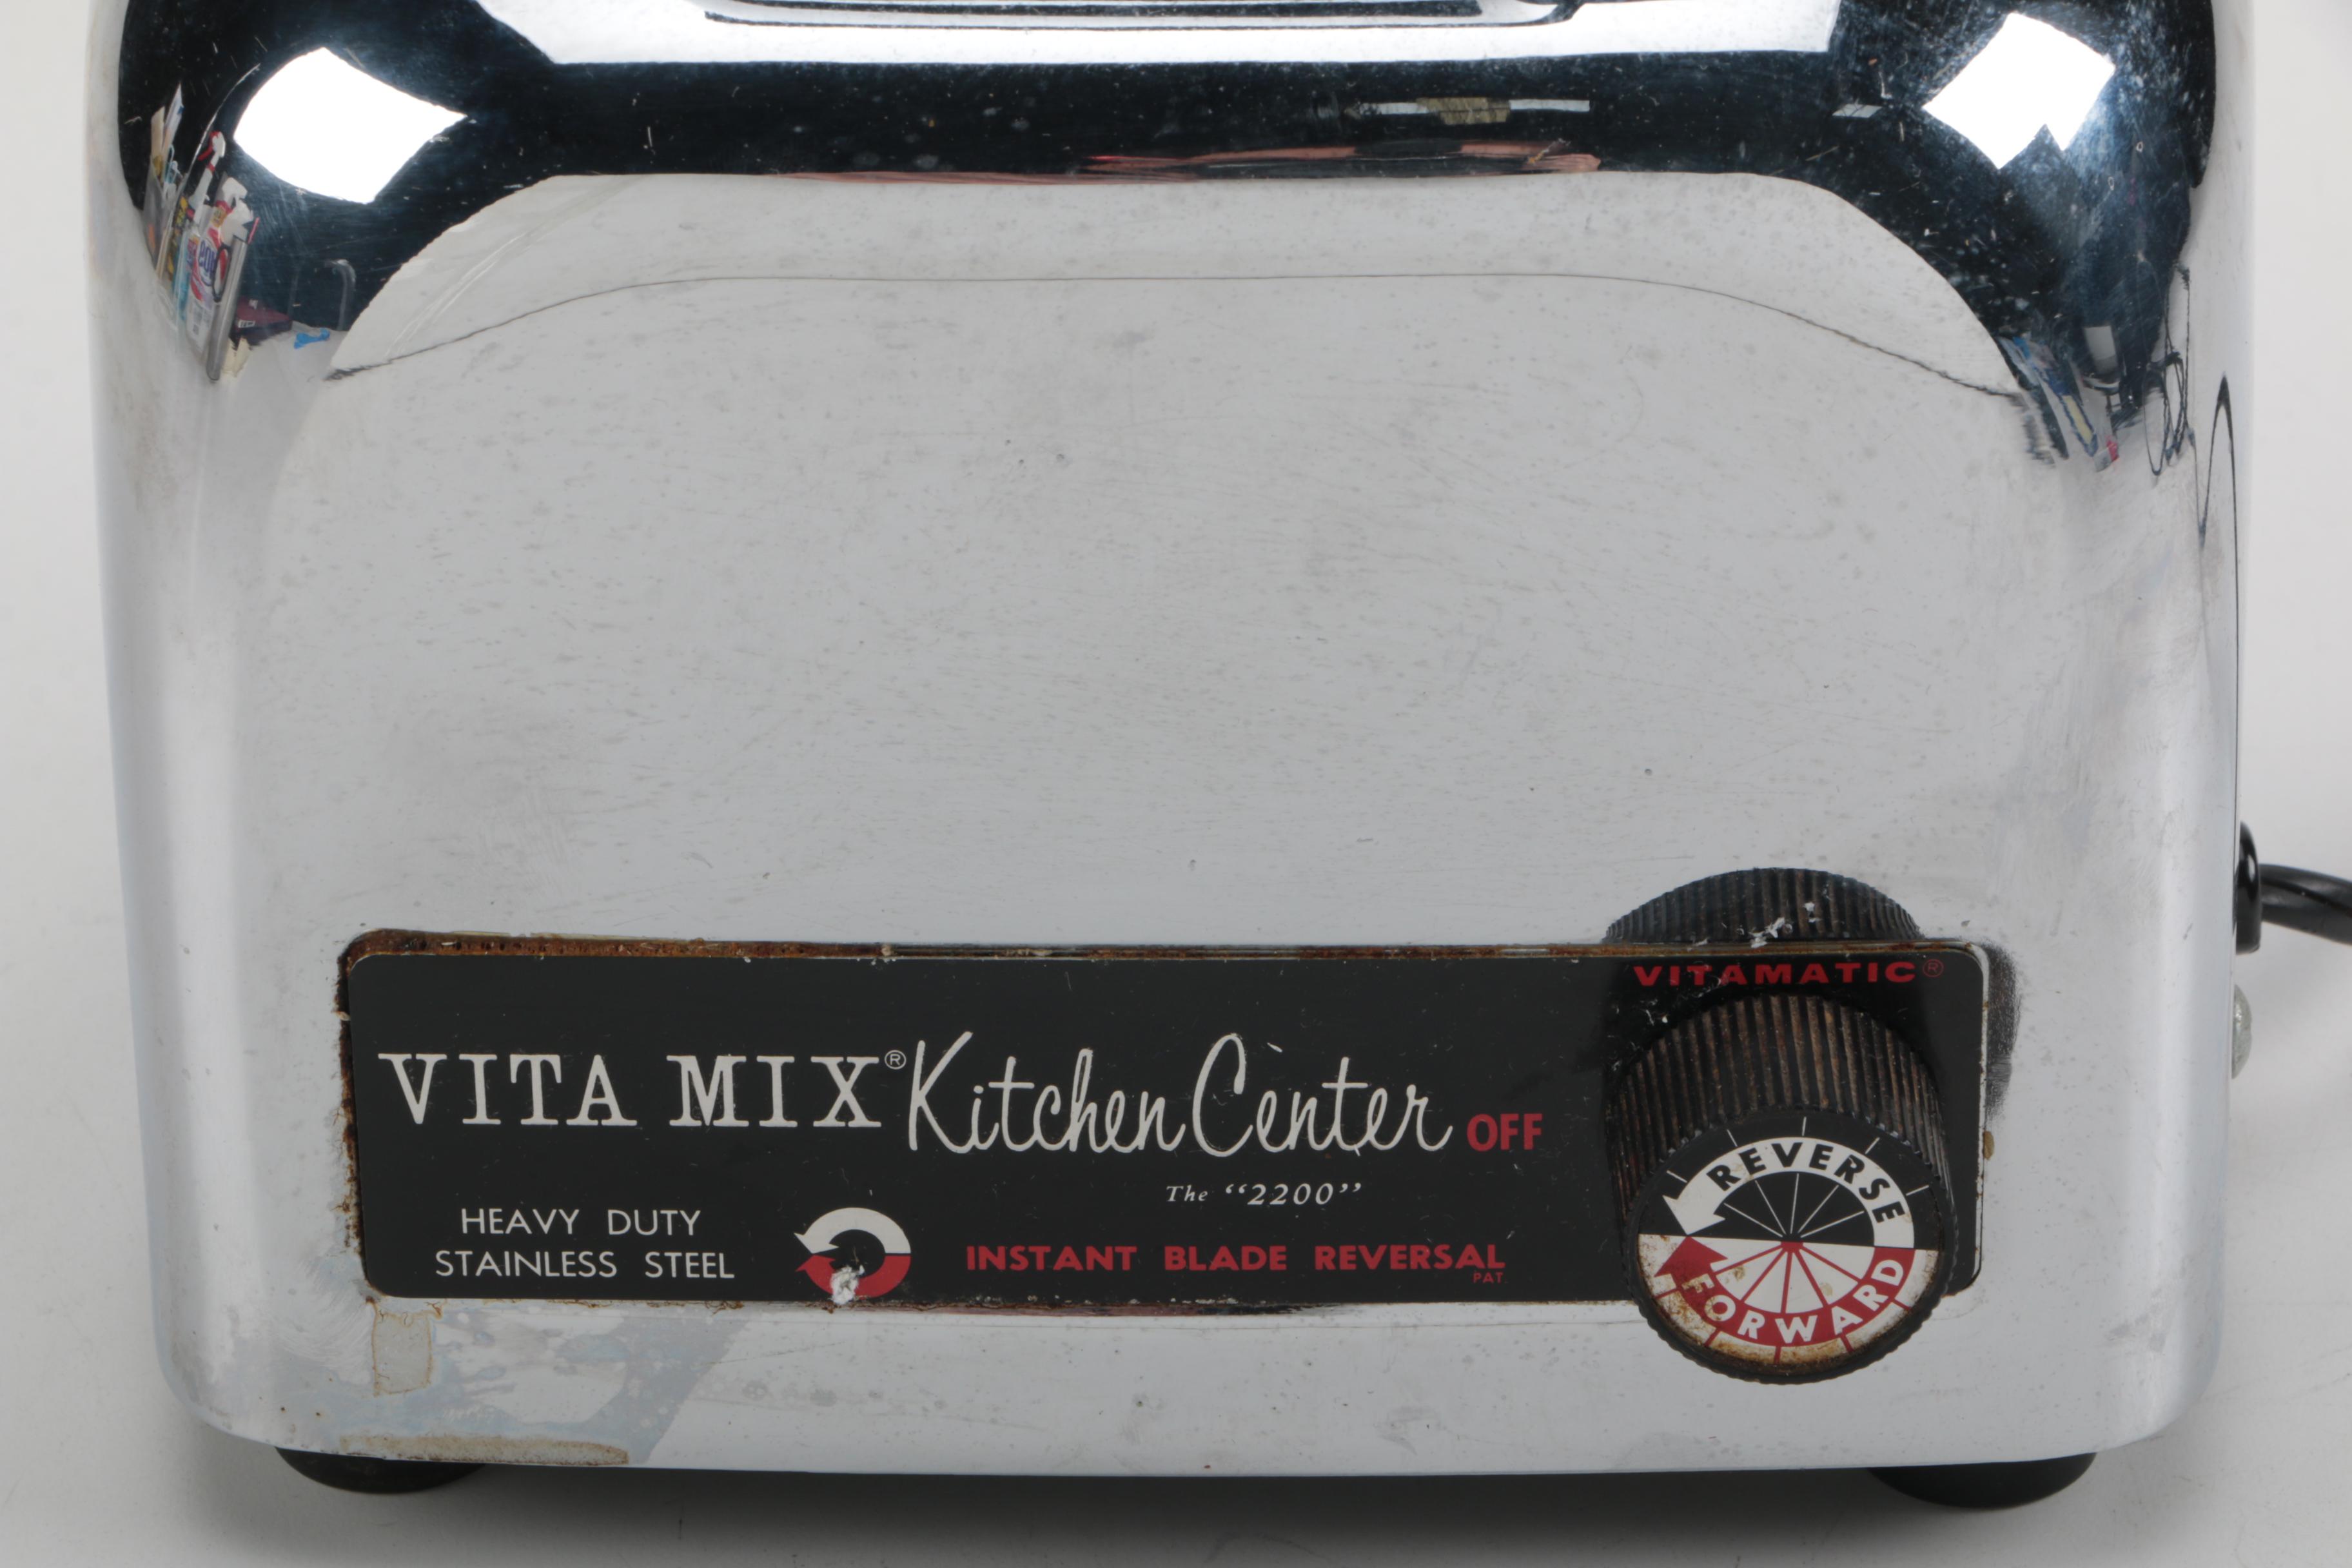 VITAMATIC®
VITA MIX® Kitchen Center OFF
The “2200”
HEAVY DUTY
STAINLESS STEEL
INSTANT BLADE REVERSAL
PAT
REVERSE
FORWARD